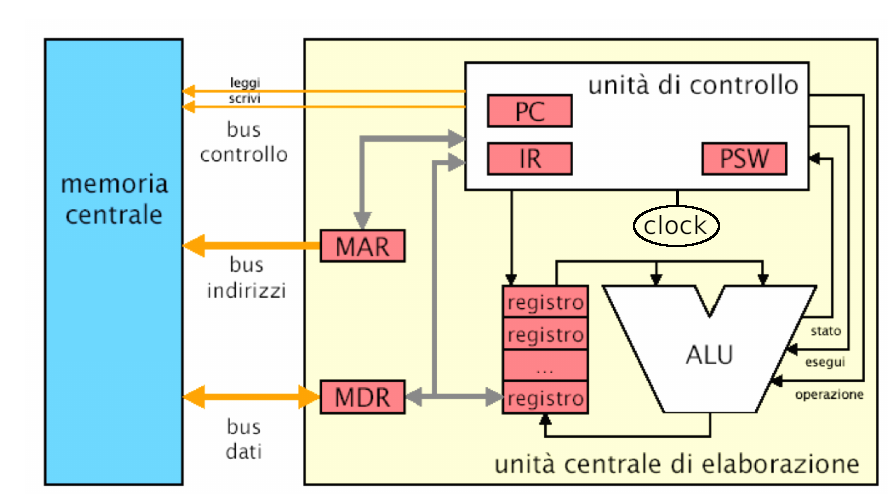 memoria
centrale
leggi
scrivi
bus
controllo
bus
indirizzi
bus
dati
unità di controllo
PC
IR
PSW
clock
MAR
MDR
registro
registro
...
registro
ALU
stato
esegui
operazione
unità centrale di elaborazione